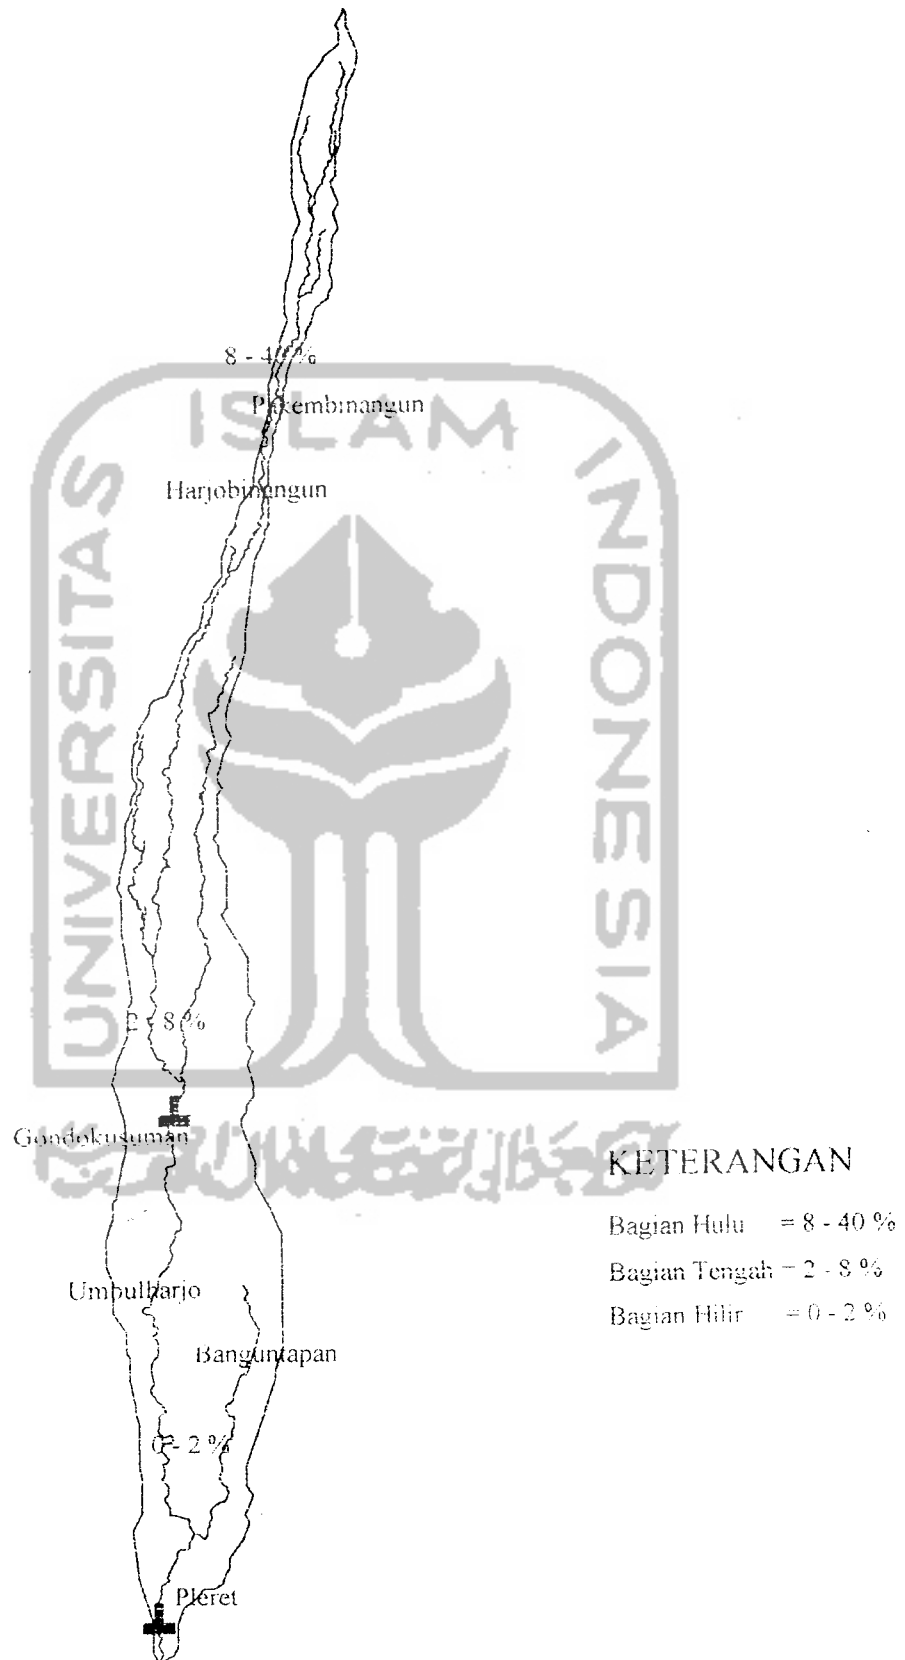 8 - 40 %
Pakembinangun
Harjobinangun
2 - 8 %
Gondokusuman
Umbulharjo
Banguntapan
0 - 2 %
Pleret
KETERANGAN
Bagian Hulu = 8 - 40 %
Bagian Tengah = 2 - 8 %
Bagian Hilir = 0 - 2 %
UNIVERSITAS
ISLAM
INDONESIA